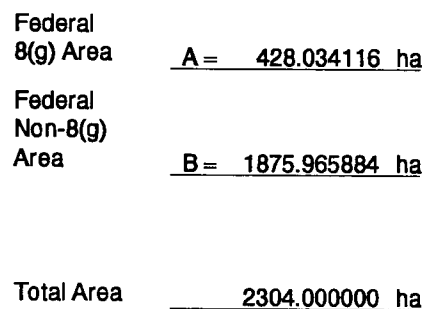 Federal
8(g) Area A = 428.034116 ha
Federal
Non-8(g)
Area B = 1875.965884 ha
Total Area 2304.000000 ha